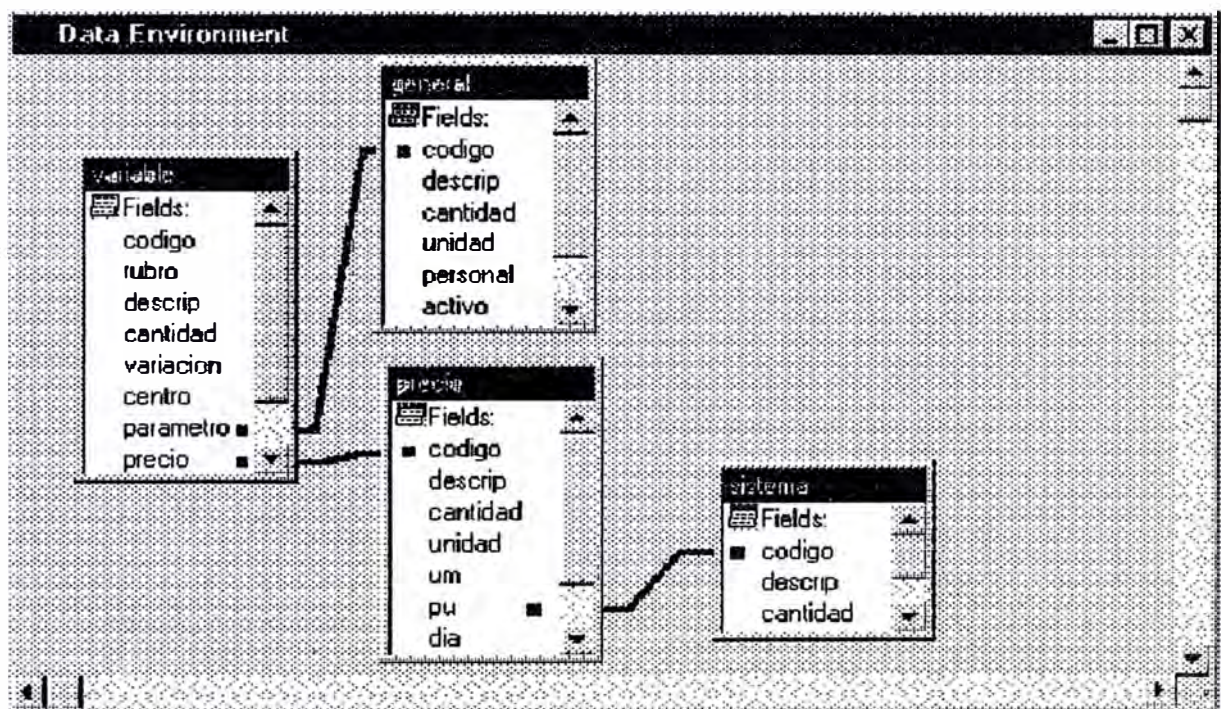 Data Environment
general
Fields:
codigo
descrip
cantidad
unidad
personal
activo
variable
Fields:
codigo
rubro
descrip
cantidad
variacion
centro
parametro
precio
precio
Fields:
codigo
descrip
cantidad
unidad
um
pu
dia
sistema
Fields:
codigo
descrip
cantidad